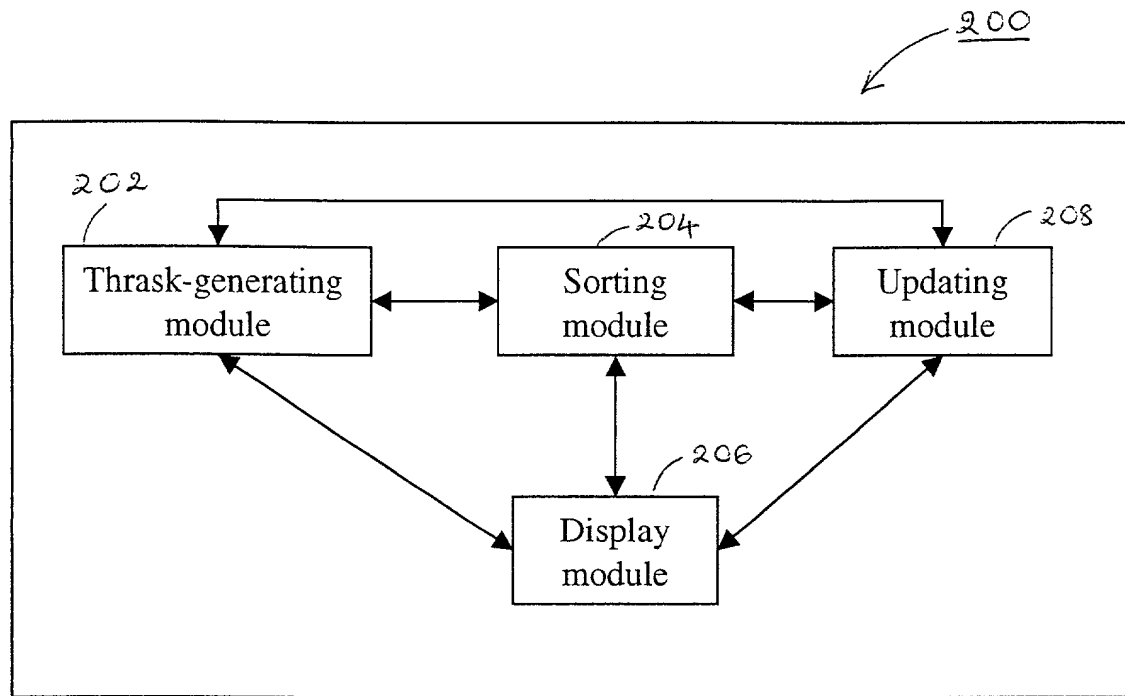 200
202
204
208
Thrask-generating
module
Sorting
module
Updating
module
206
Display
module